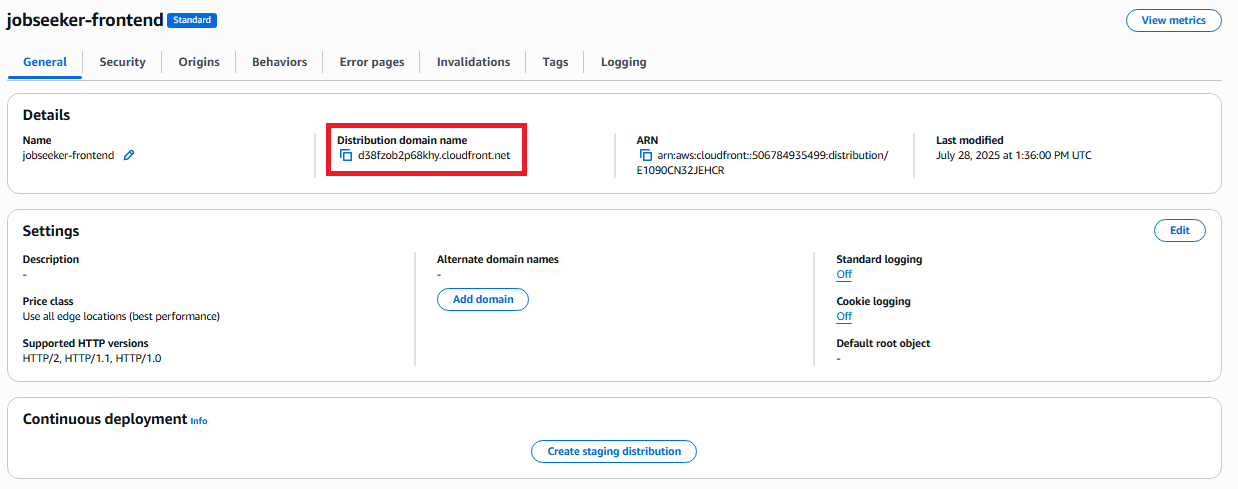 jobseeker-frontend Standard View metrics
General Security Origins Behaviors Error pages Invalidations Tags Logging
Details
Name
jobseeker-frontend
Distribution domain name
d38fzob2p68khy.cloudfront.net
ARN
arn:aws:cloudfront::506784935499:distribution/
E1090CN32JEHCR
Last modified
July 28, 2025 at 1:36:00 PM UTC
Settings Edit
Description
-
Price class
Use all edge locations (best performance)
Supported HTTP versions
HTTP/2, HTTP/1.1, HTTP/1.0
Alternate domain names
-
Add domain
Standard logging
Off
Cookie logging
Off
Default root object
-
Continuous deployment Info
Create staging distribution